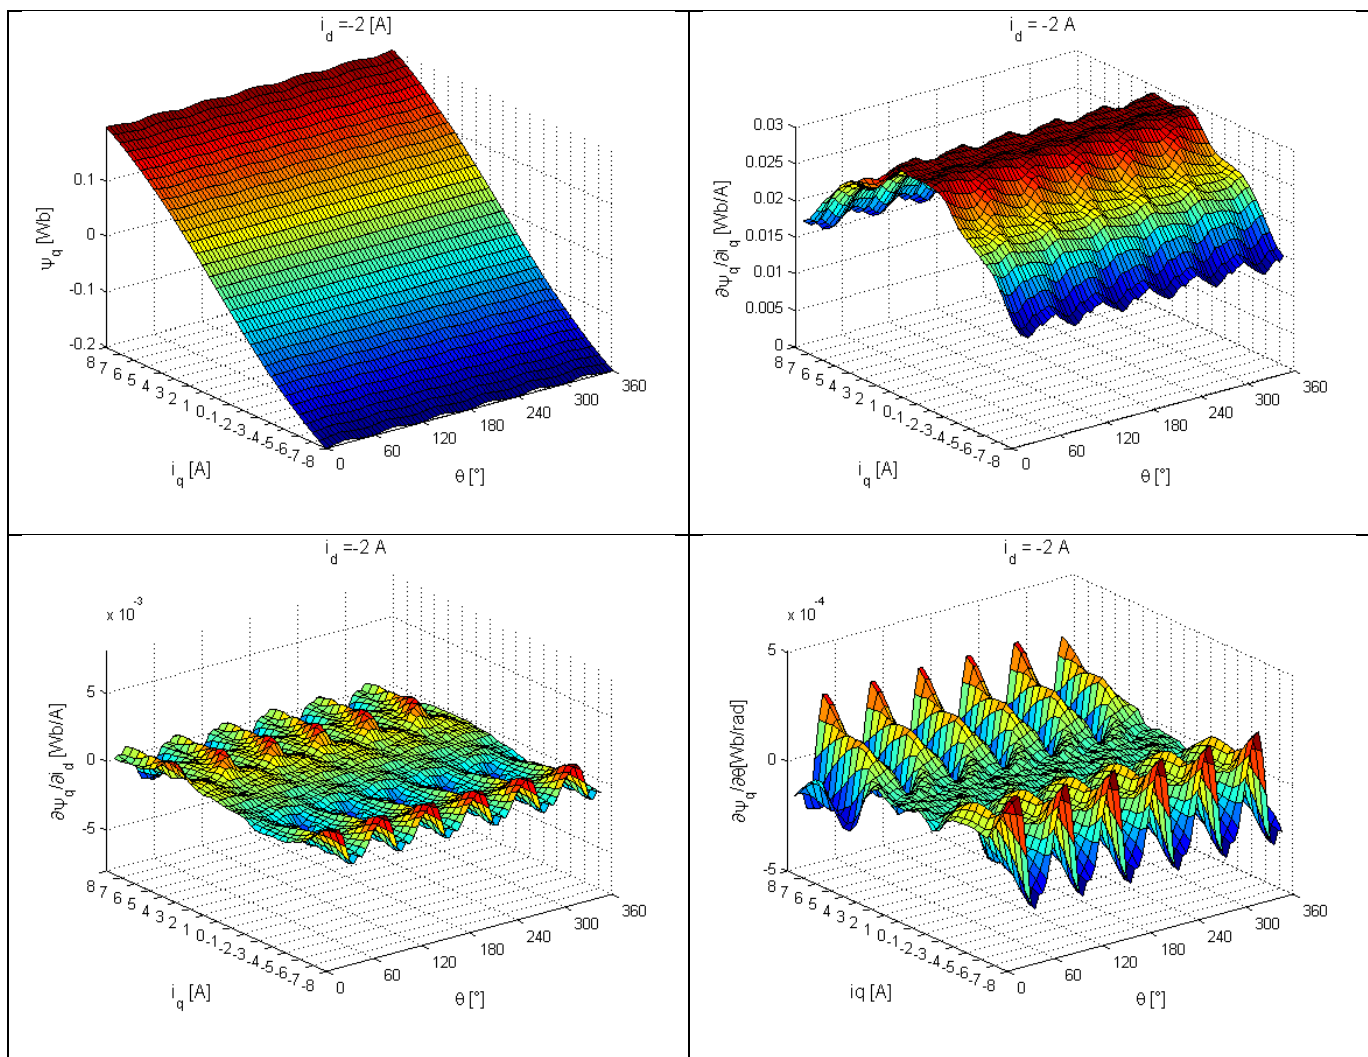 i_d =-2 [A]
0.1
0
-0.1
-0.2
ψ_q [Wb]
8 7 6 5 4 3 2 1 0 -1 -2 -3 -4 -5 -6 -7 -8
i_q [A]
0 60 120 180 240 300 360
θ [°]
i_d = -2 A
0.03
0.025
0.02
0.015
0.01
0.005
0
∂ψ_q/∂i_q [Wb/A]
8 7 6 5 4 3 2 1 0 -1 -2 -3 -4 -5 -6 -7 -8
i_q [A]
0 60 120 180 240 300 360
θ [°]
i_d =-2 A
x 10^-3
5
0
-5
∂ψ_q/∂i_d [Wb/A]
8 7 6 5 4 3 2 1 0 -1 -2 -3 -4 -5 -6 -7 -8
i_q [A]
0 60 120 180 240 300 360
θ [°]
i_d = -2 A
x 10^-4
5
0
-5
∂ψ_q/∂θ[Wb/rad]
8 7 6 5 4 3 2 1 0 -1 -2 -3 -4 -5 -6 -7 -8
iq [A]
0 60 120 180 240 300 360
θ [°]